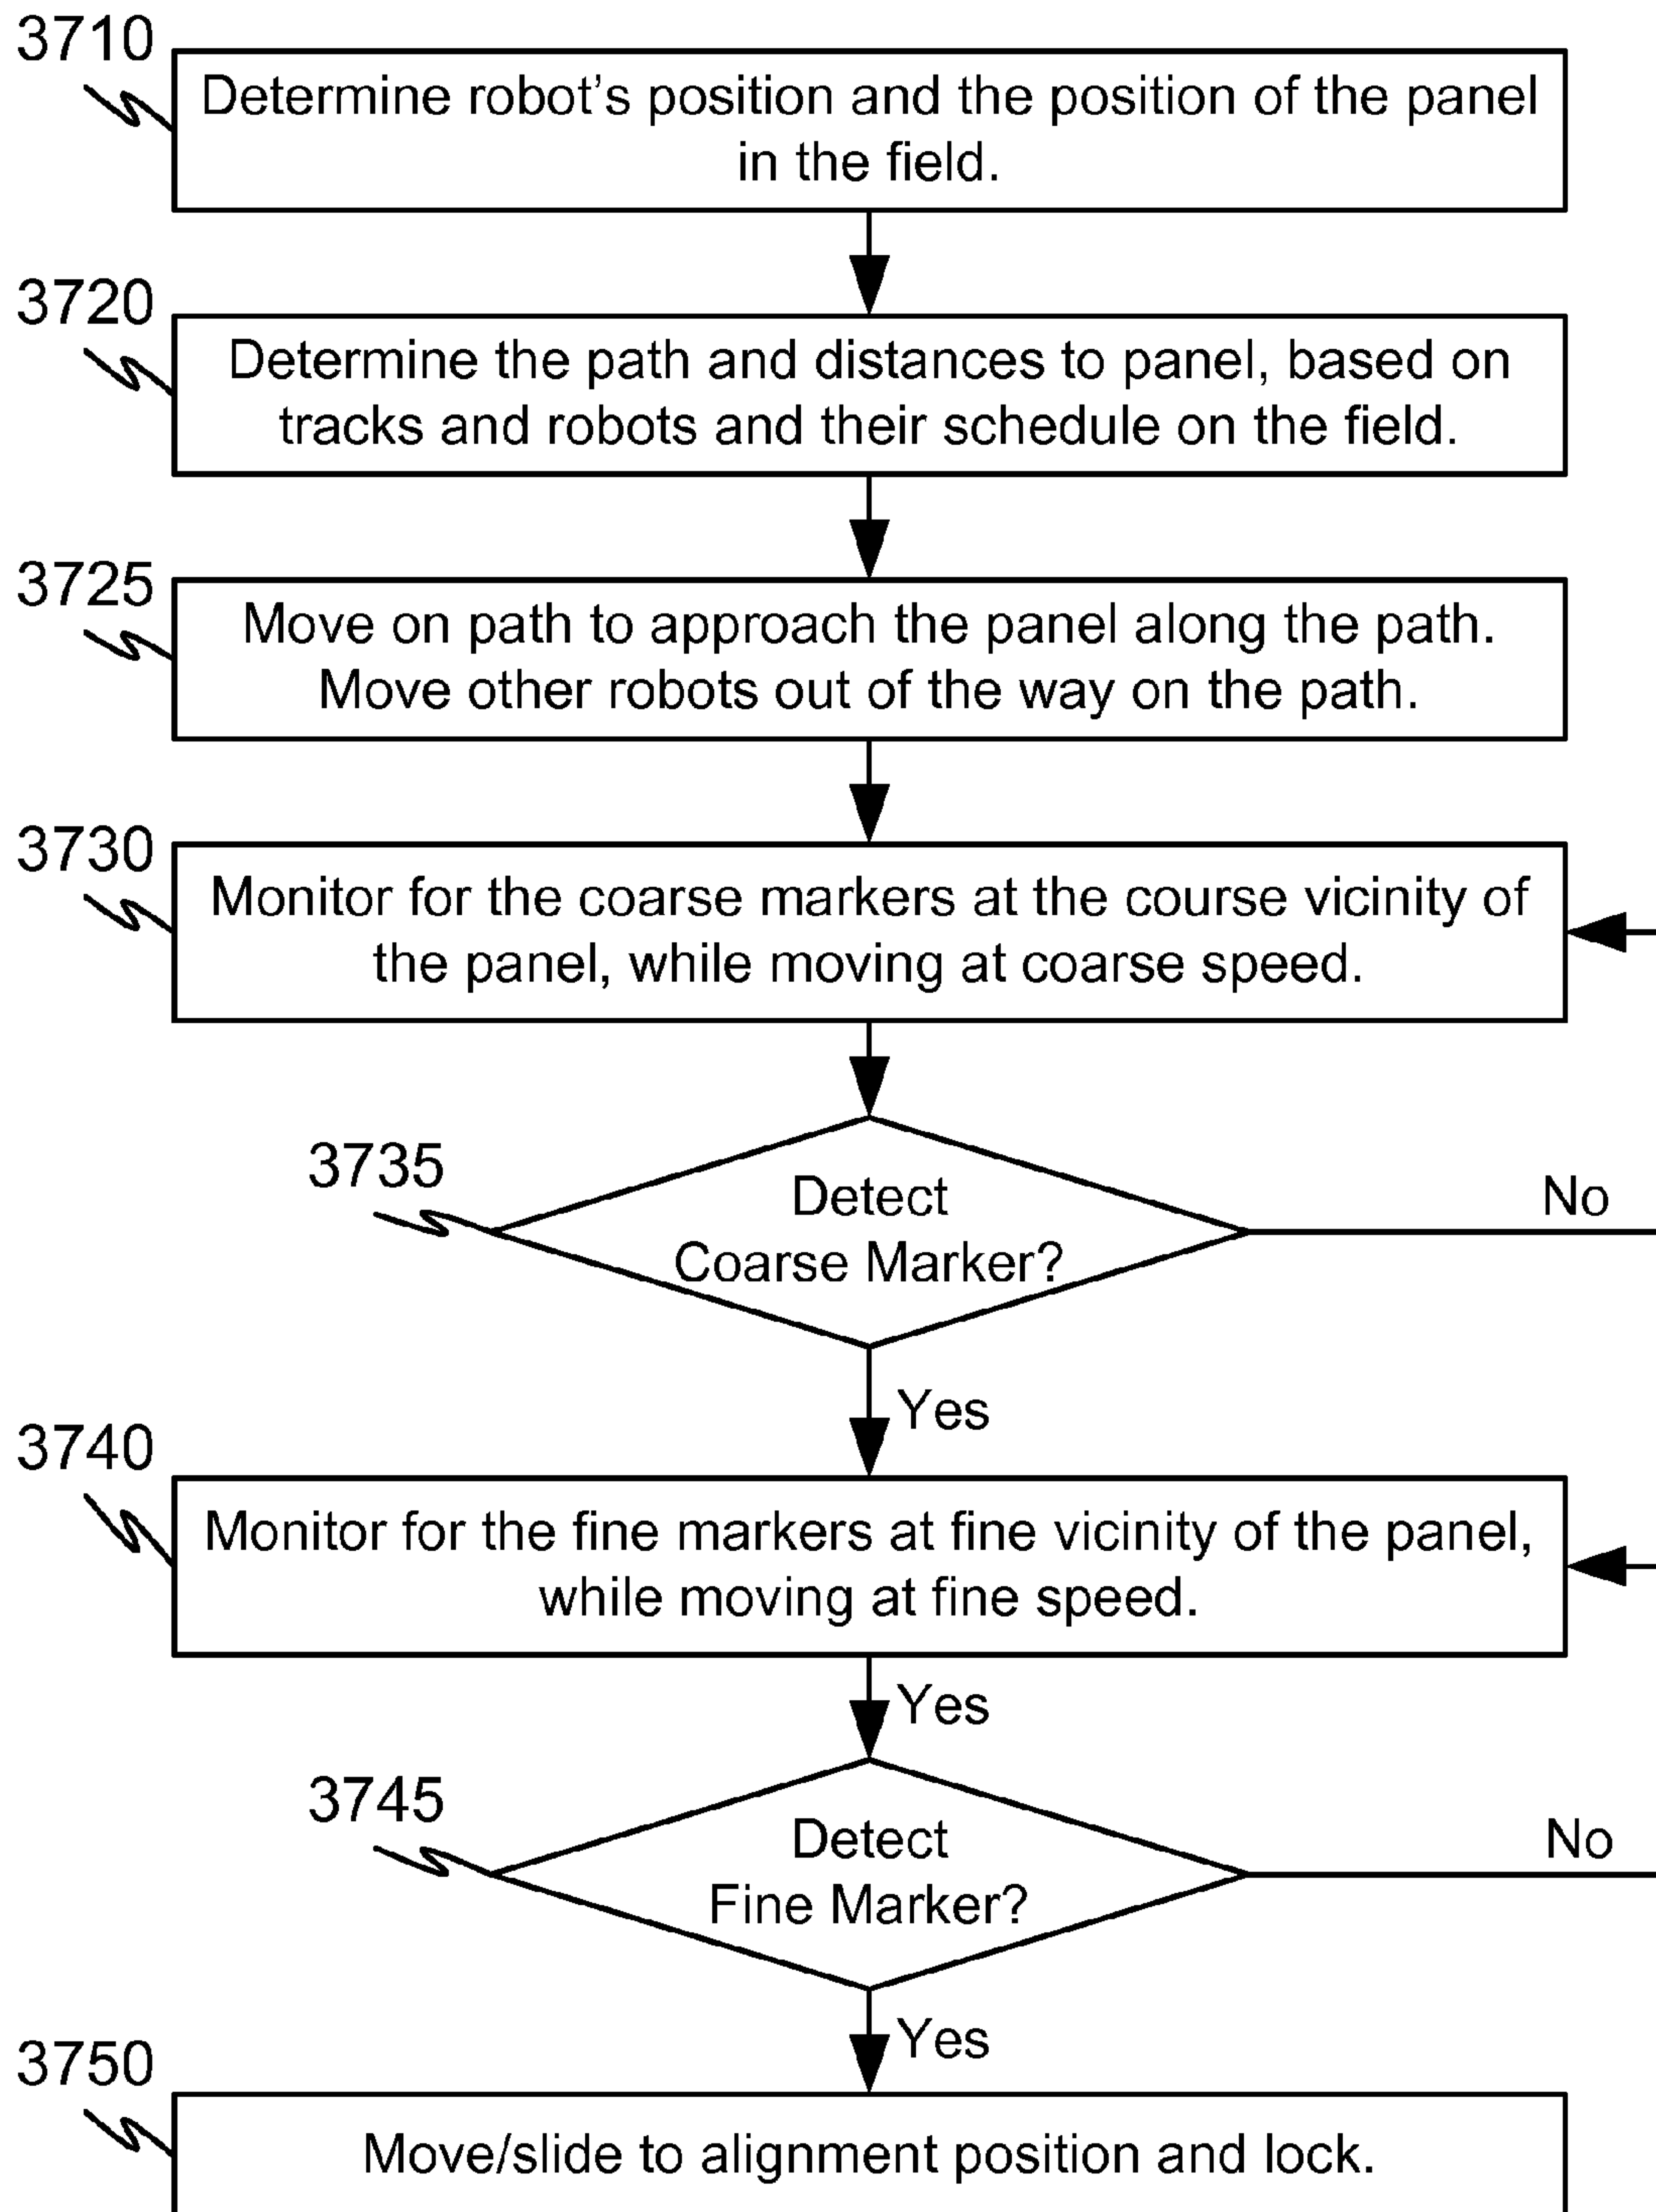 3710
Determine robot's position and the position of the panel
in the field.
3720
Determine the path and distances to panel, based on
tracks and robots and their schedule on the field.
3725
Move on path to approach the panel along the path.
Move other robots out of the way on the path.
3730
Monitor for the coarse markers at the course vicinity of
the panel, while moving at coarse speed.
3735
Detect
Coarse Marker?
No
Yes
3740
Monitor for the fine markers at fine vicinity of the panel,
while moving at fine speed.
Yes
3745
Detect
Fine Marker?
No
Yes
3750
Move/slide to alignment position and lock.